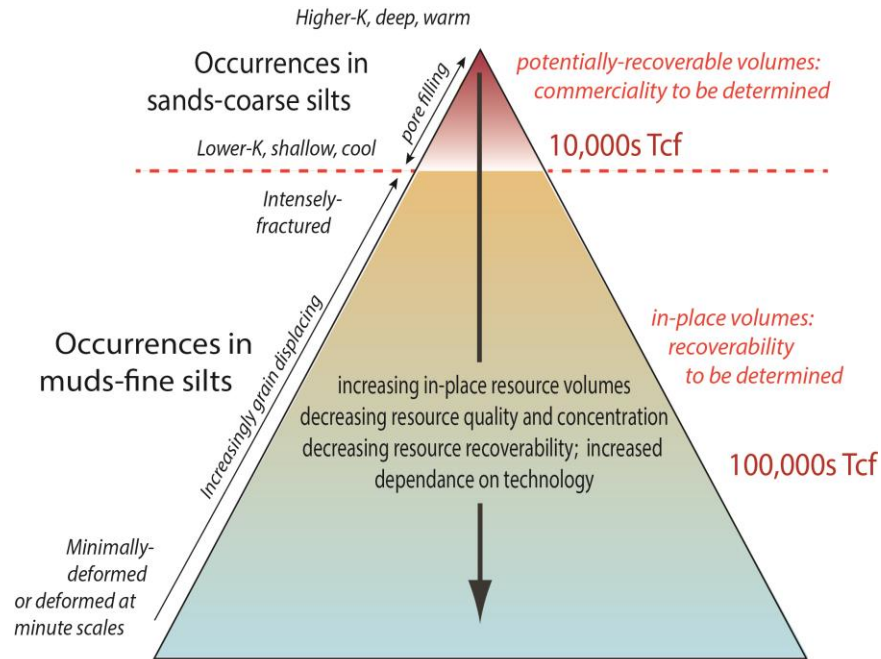 Higher-K, deep, warm
Occurrences in
sands-coarse silts
pore filling
potentially-recoverable volumes:
commerciality to be determined
Lower-K, shallow, cool
10,000s Tcf
Intensely-
fractured
Increasingly grain displacing
Occurrences in
muds-fine silts
in-place volumes:
recoverability
to be determined
increasing in-place resource volumes
decreasing resource quality and concentration
decreasing resource recoverability; increased
dependance on technology
100,000s Tcf
Minimally-
deformed
or deformed at
minute scales